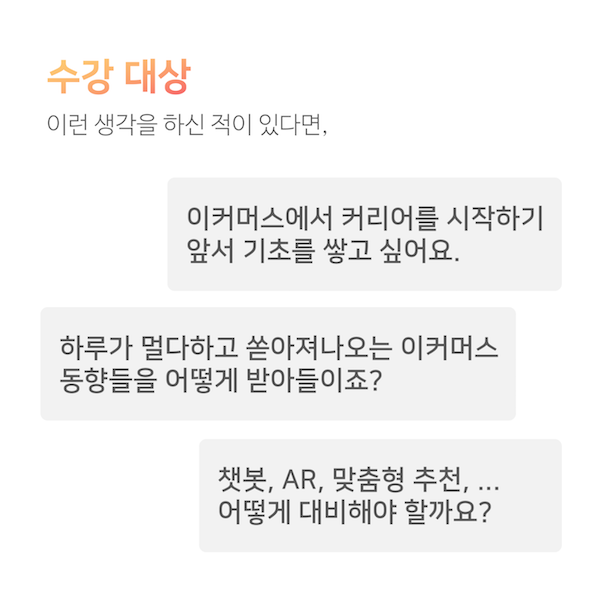 수강 대상
이런 생각을 하신 적이 있다면,
이커머스에서 커리어를 시작하기
앞서 기초를 쌓고 싶어요.
하루가 멀다하고 쏟아져나오는 이커머스
동향들을 어떻게 받아들이죠?
챗봇, AR, 맞춤형 추천, ...
어떻게 대비해야 할까요?